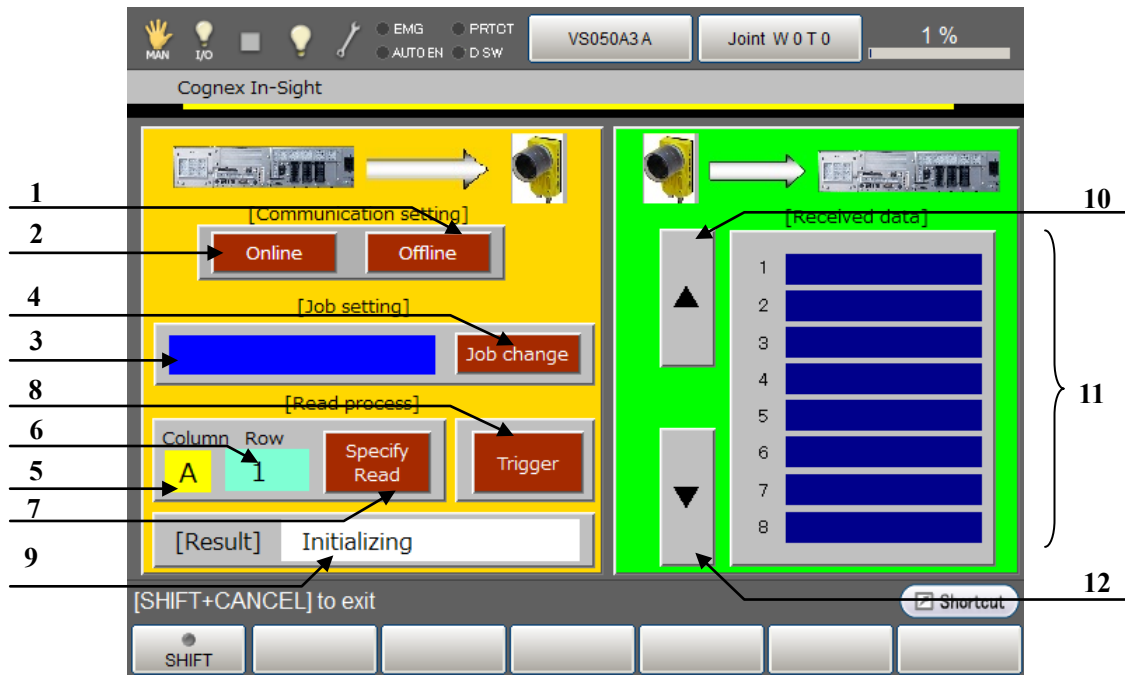 MAN I/O EMG PRTCT AUTO EN D SW VS050A3 A Joint W 0 T 0 1 %
Cognex In-Sight
1
[Communication setting]
2
Online Offline
4
[Job setting]
3
Job change
8
[Read process]
6
Column Row
5
A 1
Specify
Read
Trigger
7
9
[Result] Initializing
10
[Received data]
▲
1
2
3
4
5
6
7
8
▼
11
12
[SHIFT+CANCEL] to exit
Shortcut
SHIFT